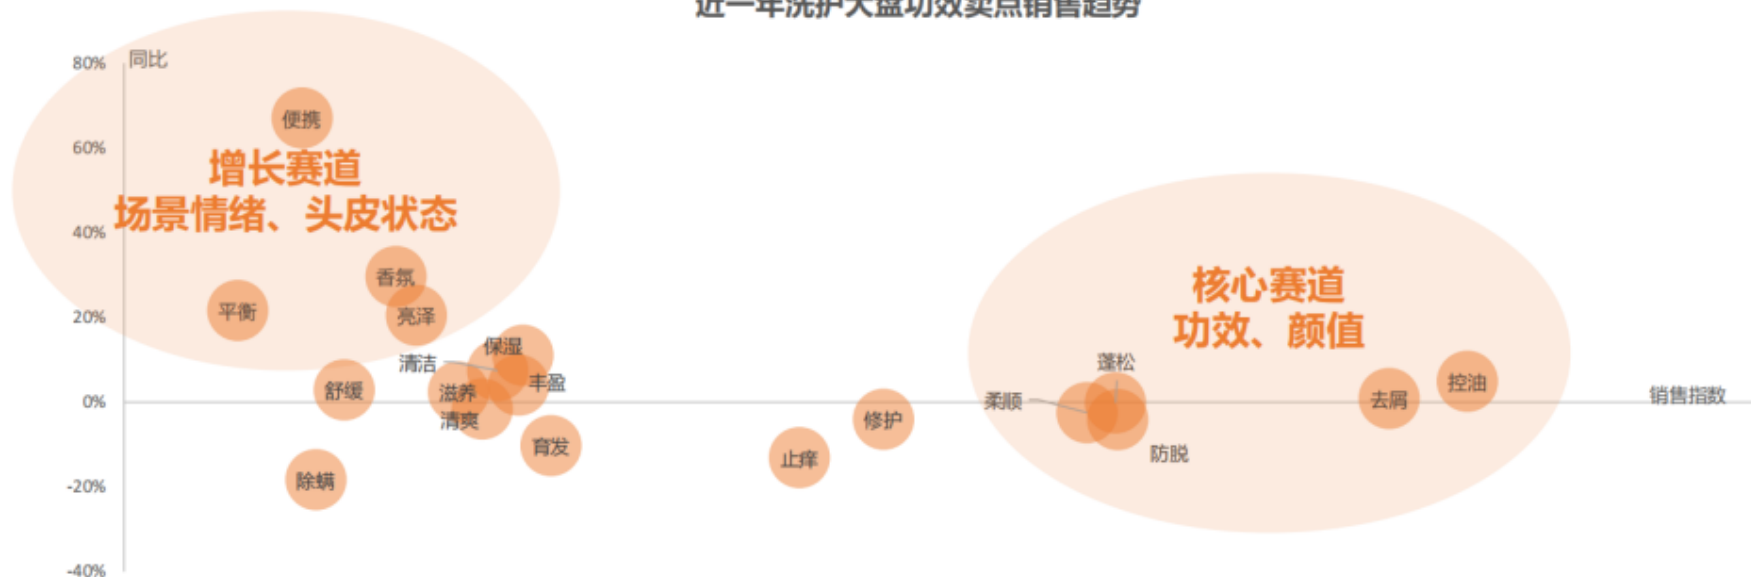 近一年洗护大盘功效卖点销售趋势
80%
同比
便携
60%
增长赛道
场景情绪、头皮状态
40%
香氛
平衡
亮泽
20%
核心赛道
功效、颜值
保湿
清洁
蓬松
丰盈
舒缓
滋养
控油
0%
柔顺
去屑
销售指数
清爽
修护
育发
防脱
止痒
除螨
-20%
-40%